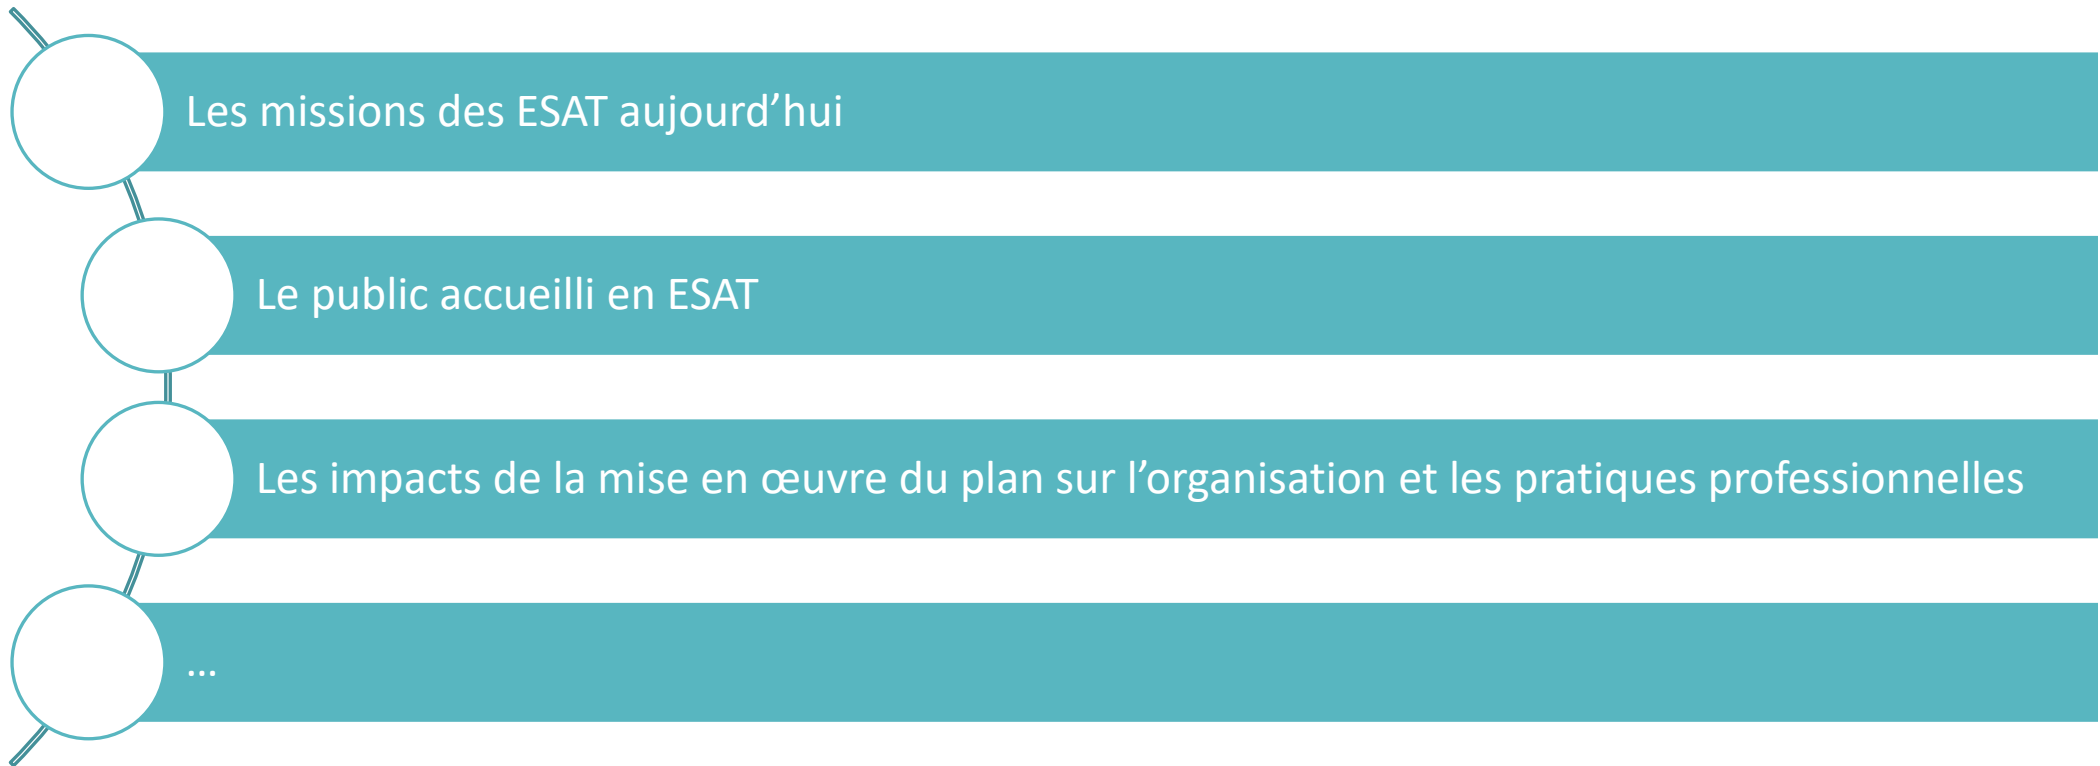 Les missions des ESAT aujourd’hui
Le public accueilli en ESAT
Les impacts de la mise en œuvre du plan sur l’organisation et les pratiques professionnelles
…